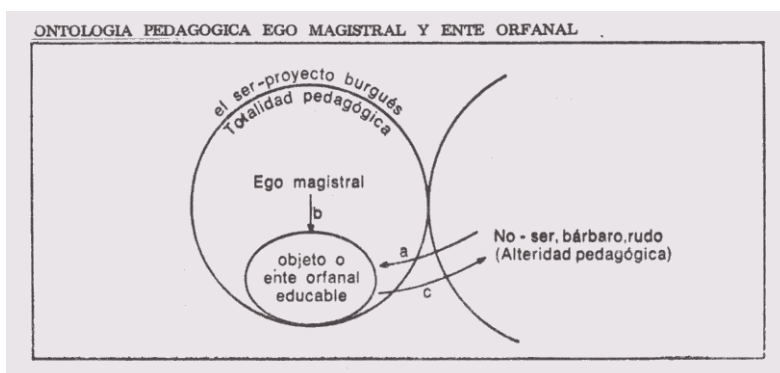 ONTOLOGIA PEDAGOGICA EGO MAGISTRAL Y ENTE ORFANAL
el ser-proyecto burgués
Totalidad pedagógica
Ego magistral
b
objeto o
ente orfanal
educable
a
No - ser, bárbaro, rudo
(Alteridad pedagógica)
c